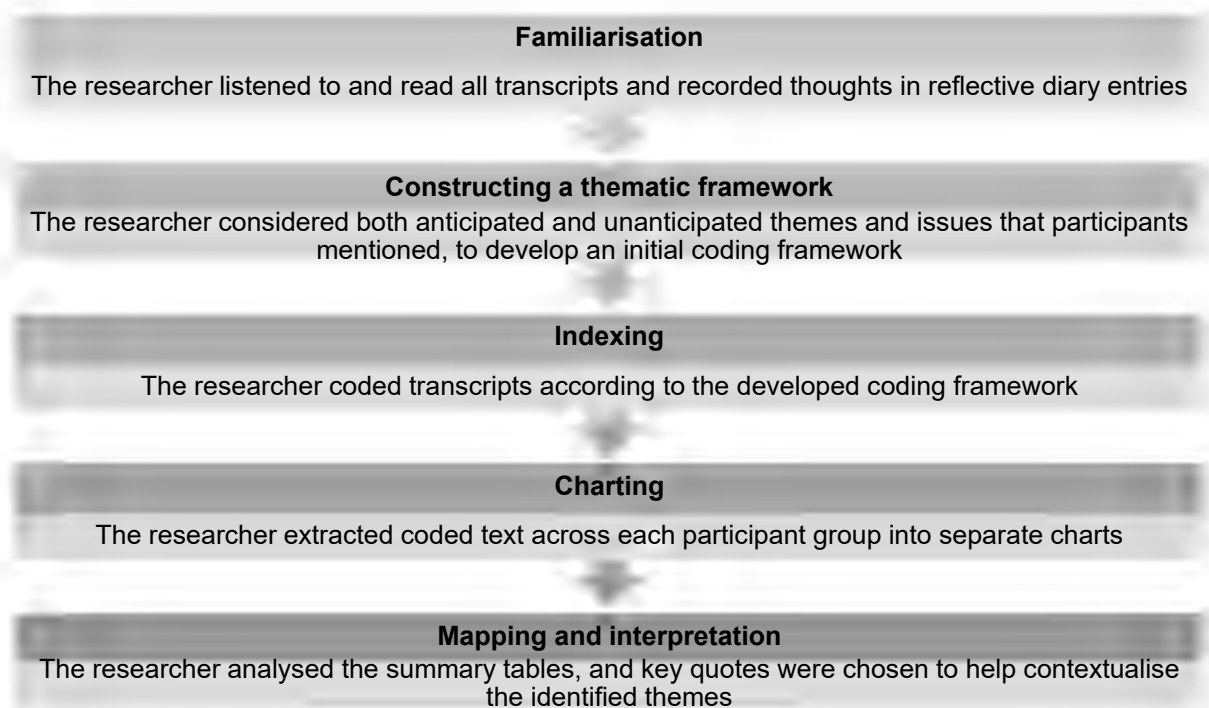 Familiarisation
The researcher listened to and read all transcripts and recorded thoughts in reflective diary entries
Constructing a thematic framework
The researcher considered both anticipated and unanticipated themes and issues that participants
mentioned, to develop an initial coding framework
Indexing
The researcher coded transcripts according to the developed coding framework
Charting
The researcher extracted coded text across each participant group into separate charts
Mapping and interpretation
The researcher analysed the summary tables, and key quotes were chosen to help contextualise
the identified themes